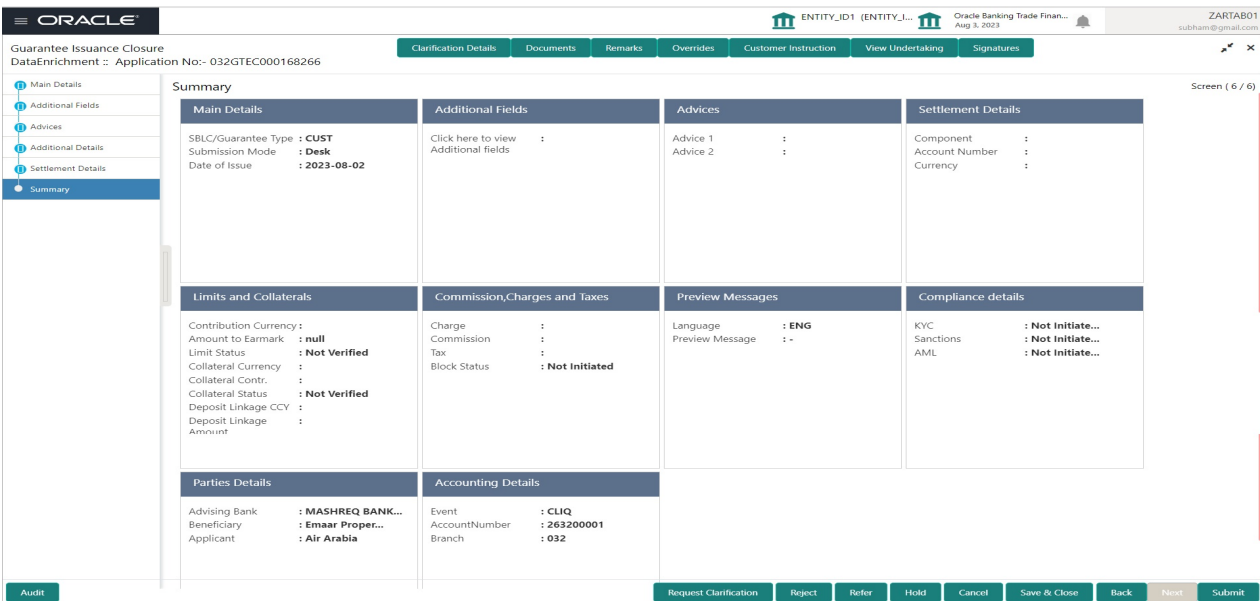 ORACLE
ENTITY_ID1 (ENTITY_I...
Oracle Banking Trade Finan...
Aug 3, 2023
ZARTAB01
subham@gmail.com
Guarantee Issuance Closure
DataEnrichment :: Application No:- 032GTEC000168266
Clarification Details
Documents
Remarks
Overrides
Customer Instruction
View Undertaking
Signatures
Main Details
Additional Fields
Advices
Additional Details
Settlement Details
Summary
Summary
Screen ( 6 / 6)
Main Details
SBLC/Guarantee Type : CUST
Submission Mode : Desk
Date of Issue : 2023-08-02
Additional Fields
Click here to view :
Additional fields
Advices
Advice 1 :
Advice 2 :
Settlement Details
Component :
Account Number :
Currency :
Limits and Collaterals
Contribution Currency :
Amount to Earmark : null
Limit Status : Not Verified
Collateral Currency :
Collateral Contr. :
Collateral Status : Not Verified
Deposit Linkage CCY :
Deposit Linkage :
Amount
Commission,Charges and Taxes
Charge :
Commission :
Tax :
Block Status : Not Initiated
Preview Messages
Language : ENG
Preview Message : -
Compliance details
KYC : Not Initiate...
Sanctions : Not Initiate...
AML : Not Initiate...
Parties Details
Advising Bank : MASHREQ BANK...
Beneficiary : Emaar Proper...
Applicant : Air Arabia
Accounting Details
Event : CLIQ
AccountNumber : 263200001
Branch : 032
Audit
Request Clarification
Reject
Refer
Hold
Cancel
Save & Close
Back
Next
Submit